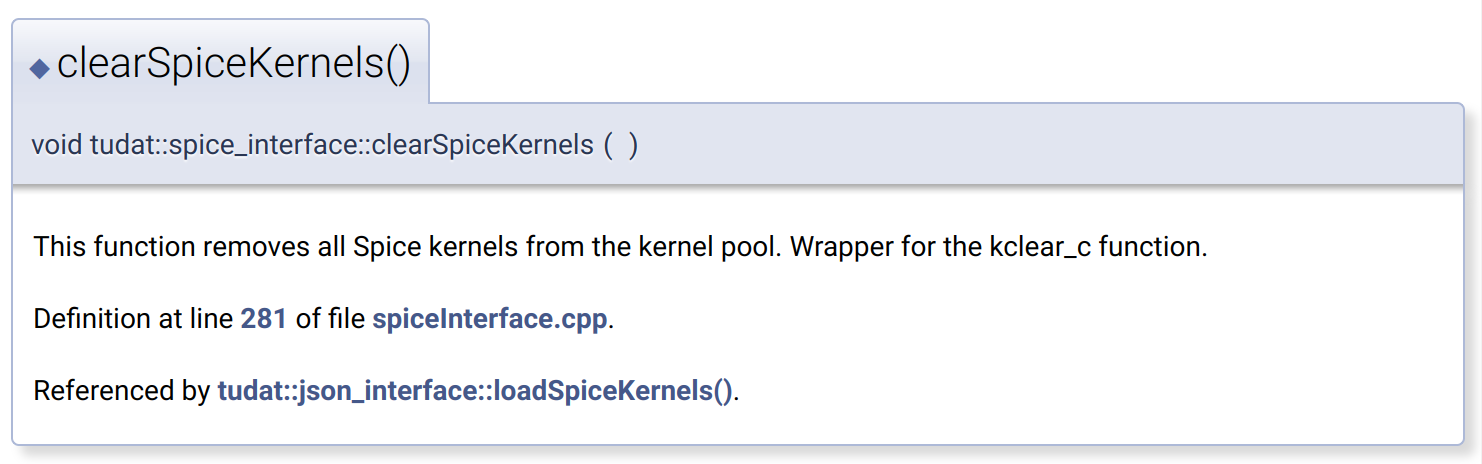 ◆ clearSpiceKernels()
void tudat::spice_interface::clearSpiceKernels ( )
This function removes all Spice kernels from the kernel pool. Wrapper for the kclear_c function.
Definition at line 281 of file spiceInterface.cpp.
Referenced by tudat::json_interface::loadSpiceKernels().